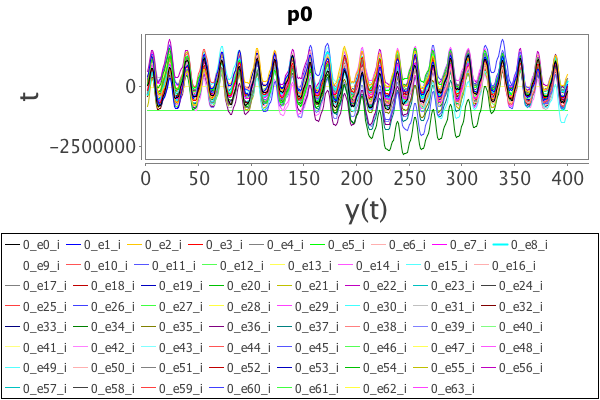 p0
t
0
−2500000
0 50 100 150 200 250 300 350 400
y(t)
0_e0_i 0_e1_i 0_e2_i 0_e3_i 0_e4_i 0_e5_i 0_e6_i 0_e7_i 0_e8_i
0_e9_i 0_e10_i 0_e11_i 0_e12_i 0_e13_i 0_e14_i 0_e15_i 0_e16_i
0_e17_i 0_e18_i 0_e19_i 0_e20_i 0_e21_i 0_e22_i 0_e23_i 0_e24_i
0_e25_i 0_e26_i 0_e27_i 0_e28_i 0_e29_i 0_e30_i 0_e31_i 0_e32_i
0_e33_i 0_e34_i 0_e35_i 0_e36_i 0_e37_i 0_e38_i 0_e39_i 0_e40_i
0_e41_i 0_e42_i 0_e43_i 0_e44_i 0_e45_i 0_e46_i 0_e47_i 0_e48_i
0_e49_i 0_e50_i 0_e51_i 0_e52_i 0_e53_i 0_e54_i 0_e55_i 0_e56_i
0_e57_i 0_e58_i 0_e59_i 0_e60_i 0_e61_i 0_e62_i 0_e63_i